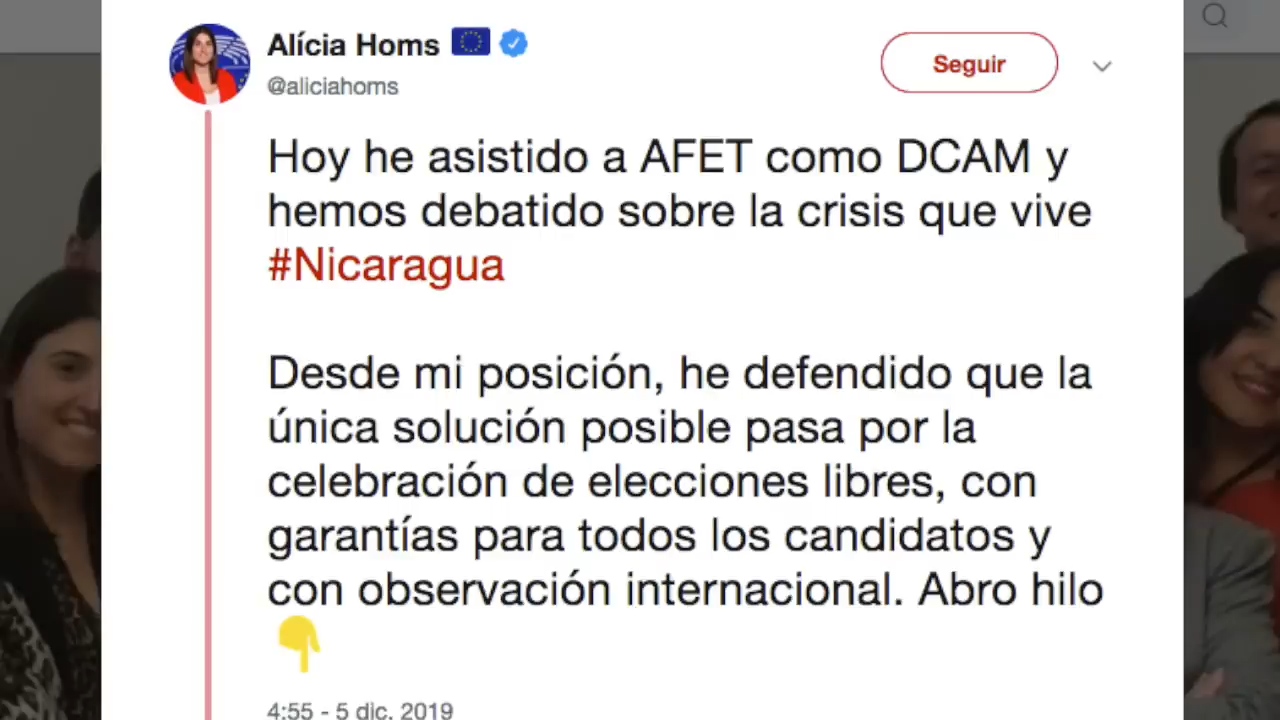 Alícia Homs
@aliciahoms
Seguir
Hoy he asistido a AFET como DCAM y
hemos debatido sobre la crisis que vive
#Nicaragua
Desde mi posición, he defendido que la
única solución posible pasa por la
celebración de elecciones libres, con
garantías para todos los candidatos y
con observación internacional. Abro hilo
4:55 - 5 dic. 2019